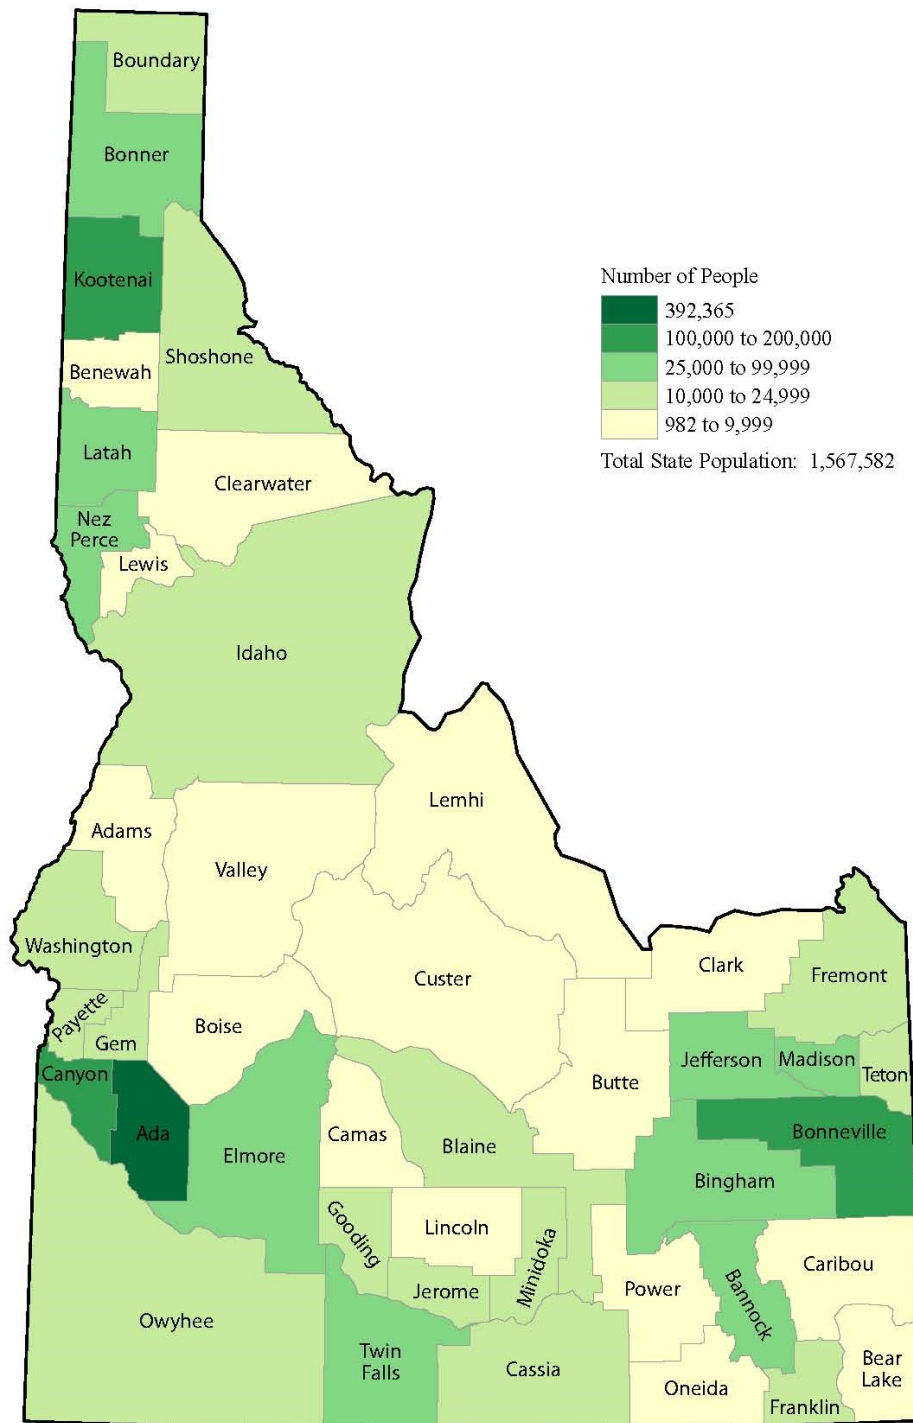 Boundary
Bonner
Kootenai
Number of People
392,365
100,000 to 200,000
25,000 to 99,999
10,000 to 24,999
982 to 9,999
Total State Population: 1,567,582
Shoshone
Benewah
Latah
Clearwater
Nez
Perce
Lewis
Idaho
Lemhi
Adams
Valley
Washington
Custer
Clark
Fremont
Payette
Boise
Gem
Canyon
Jefferson
Madison
Teton
Butte
Ada
Camas
Blaine
Bonneville
Elmore
Bingham
Gooding
Lincoln
Minidoka
Caribou
Jerome
Power
Bannock
Owyhee
Twin
Falls
Cassia
Bear
Lake
Oneida
Franklin